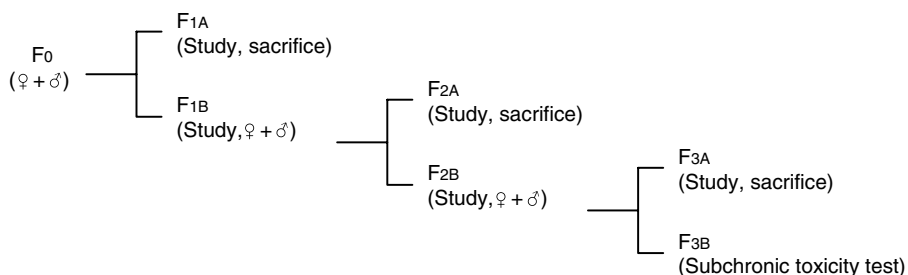 F0
(♀+♂)
F1A
(Study, sacrifice)
F1B
(Study,♀+♂)
F2A
(Study, sacrifice)
F2B
(Study,♀+♂)
F3A
(Study, sacrifice)
F3B
(Subchronic toxicity test)